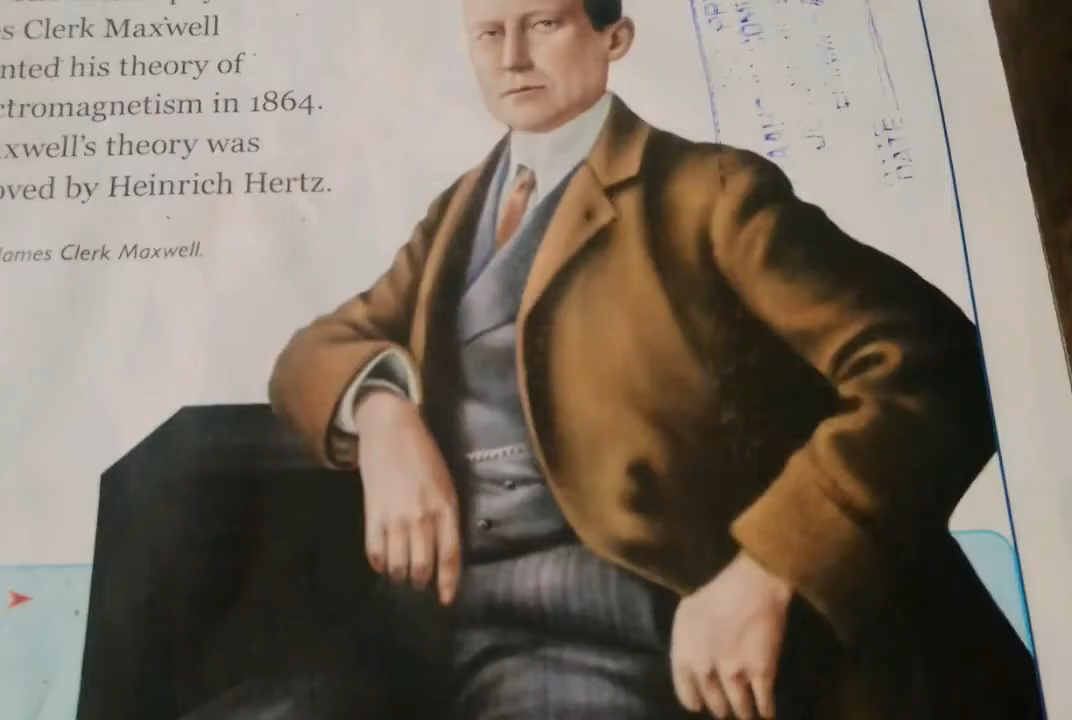 s Clerk Maxwell
nted his theory of
ctromagnetism in 1864.
xwell's theory was
ved by Heinrich Hertz.
James Clerk Maxwell.
DATE